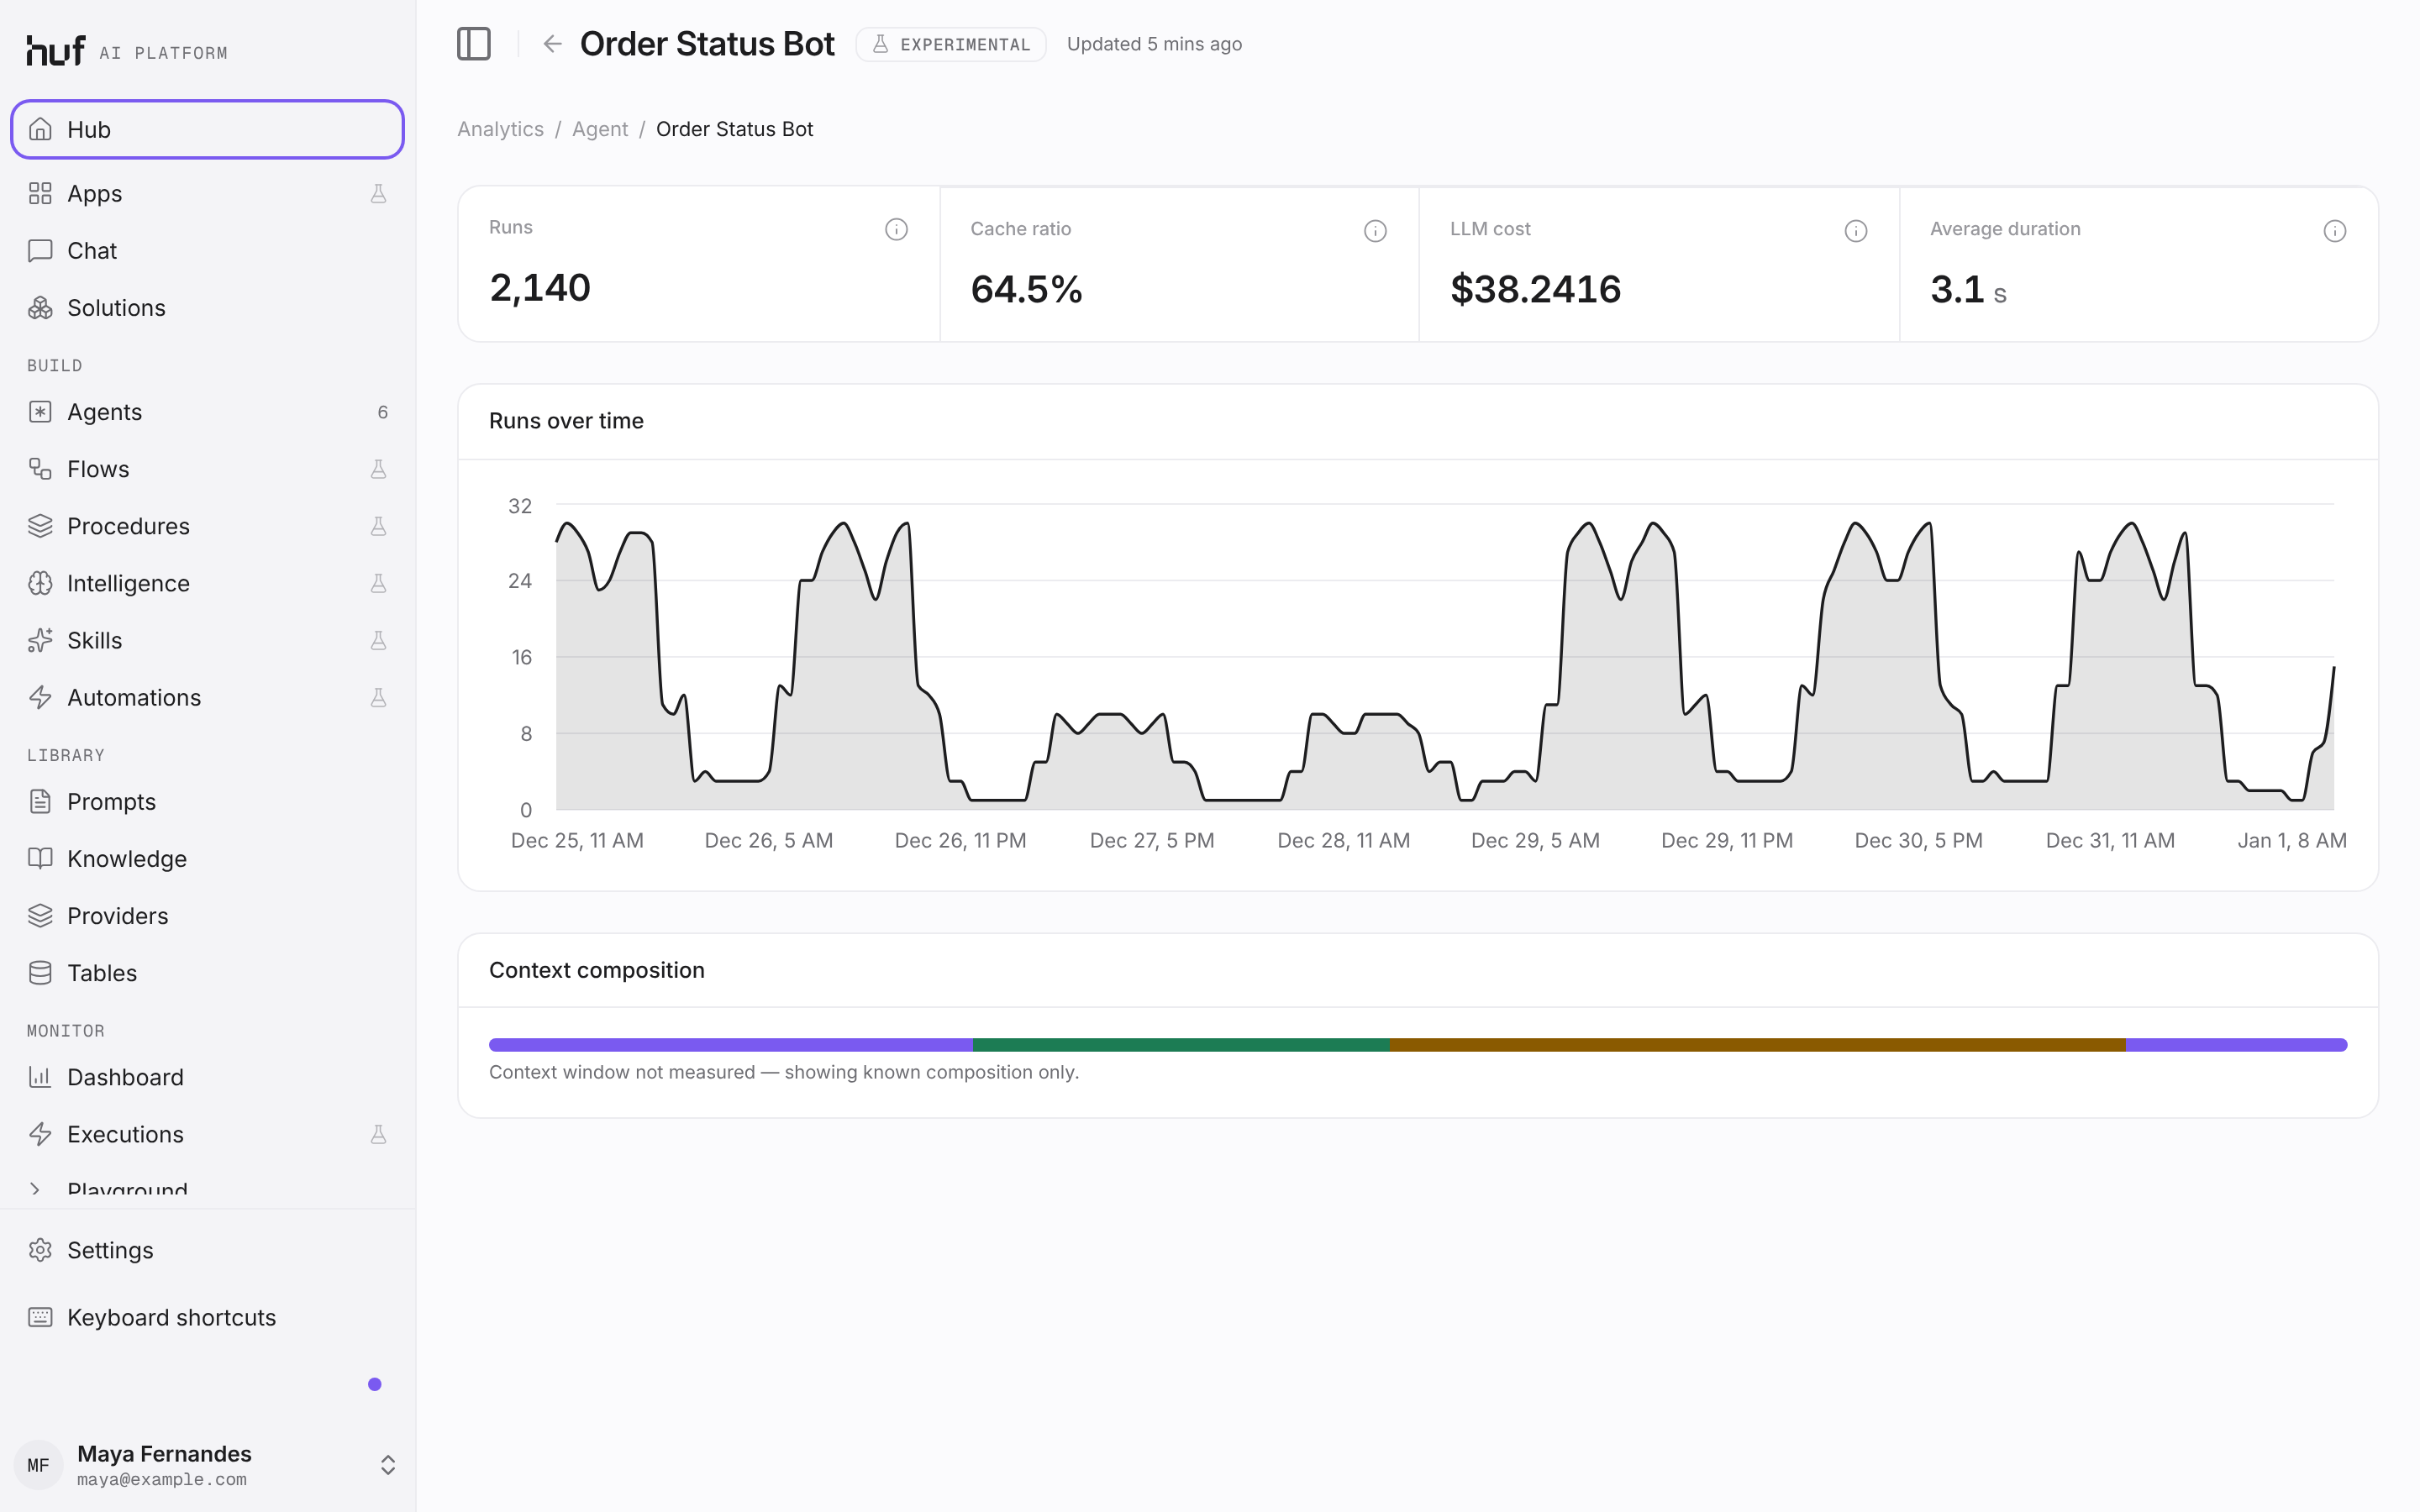 huf AI PLATFORM
Hub
Apps
Chat
Solutions
BUILD
Agents 6
Flows
Procedures
Intelligence
Skills
Automations
LIBRARY
Prompts
Knowledge
Providers
Tables
MONITOR
Dashboard
Executions
Playground
Settings
Keyboard shortcuts
MF Maya Fernandes
maya@example.com
Order Status Bot EXPERIMENTAL Updated 5 mins ago
Analytics / Agent / Order Status Bot
Runs
2,140
Cache ratio
64.5%
LLM cost
$38.2416
Average duration
3.1 s
Runs over time
32
24
16
8
0
Dec 25, 11 AM Dec 26, 5 AM Dec 26, 11 PM Dec 27, 5 PM Dec 28, 11 AM Dec 29, 5 AM Dec 29, 11 PM Dec 30, 5 PM Dec 31, 11 AM Jan 1, 8 AM
Context composition
Context window not measured — showing known composition only.